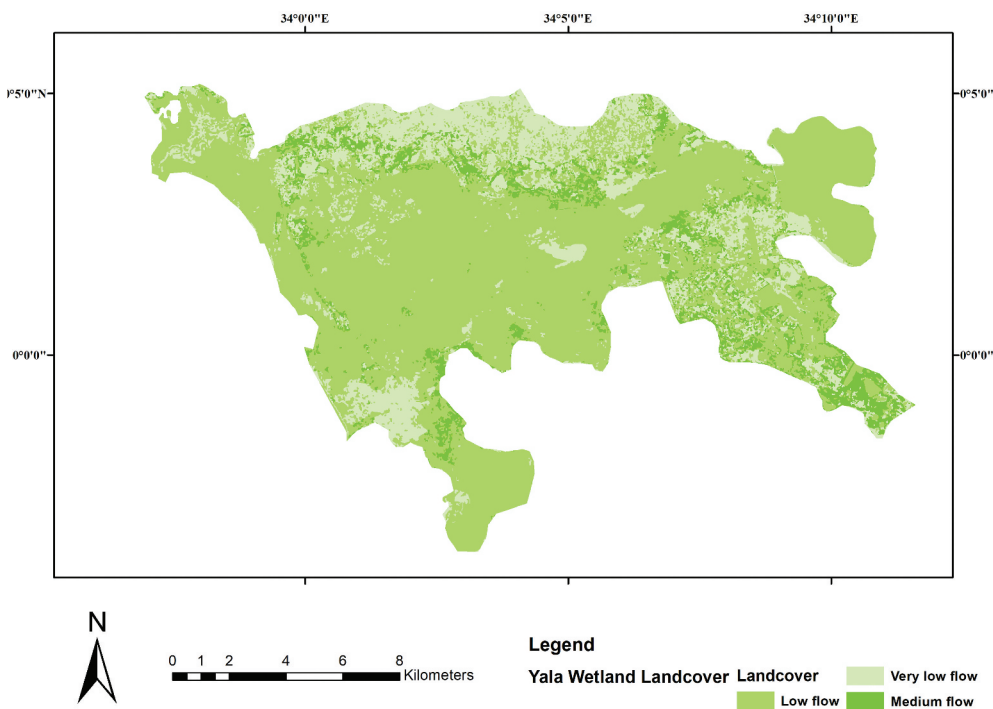 34°0'0"E 34°5'0"E 34°10'0"E
0°5'0"N 0°5'0"
0°0'0"N 0°0'0"N
N
0 1 2 4 6 8
Kilometers
Legend
Yala Wetland Landcover Landcover Very low flow
Low flow Medium flow